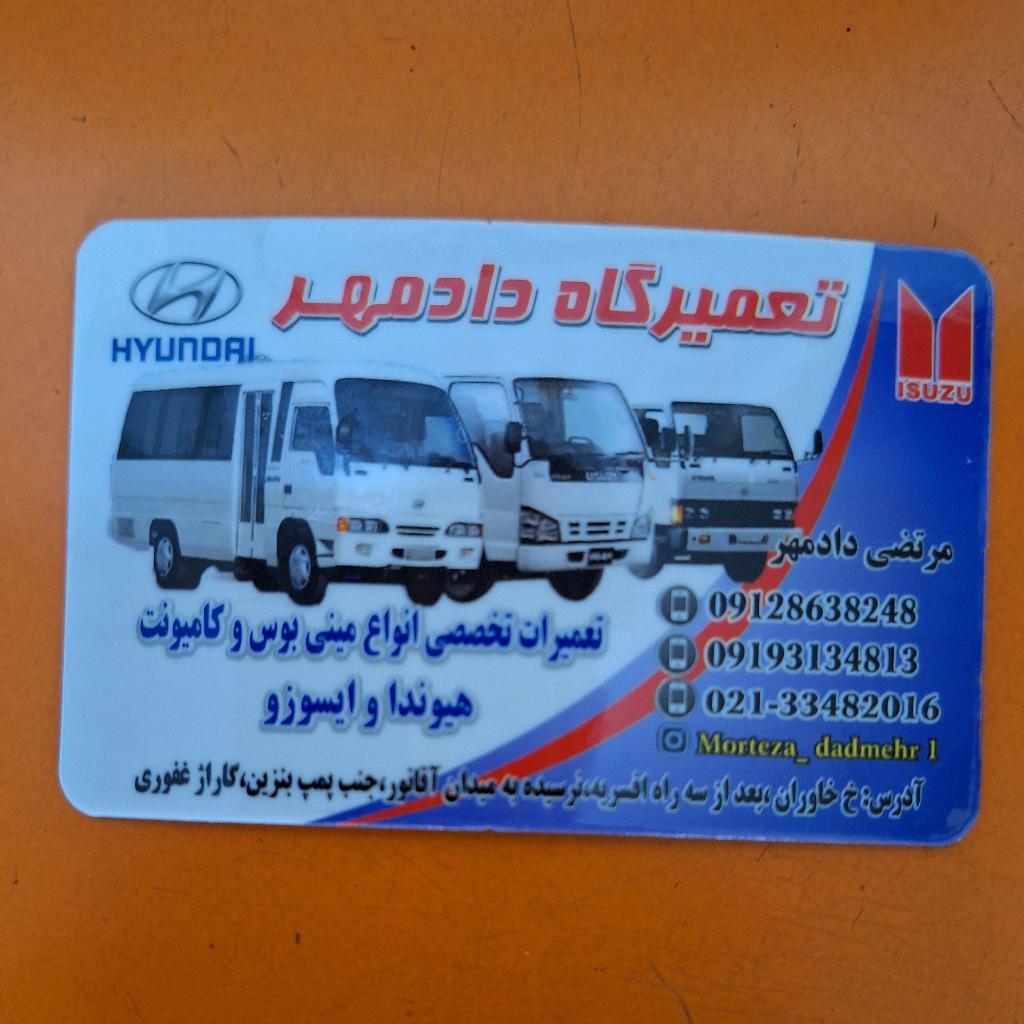 تعمیرگاه دادمهر
HYUNDAI
ISUZU
مرتضی دادمهر
09128638248
09193134813
021-33482016
Morteza_ dadmehr 1
تعمیرات تخصصی انواع مینی بوس و کامیونت
هیوندا و ایسوزو
آدرس: خ خاوران ،بعد از سه راه افسریه،نرسیده به میدان آقانور،جنب پمپ بنزین،گاراژ غفوری